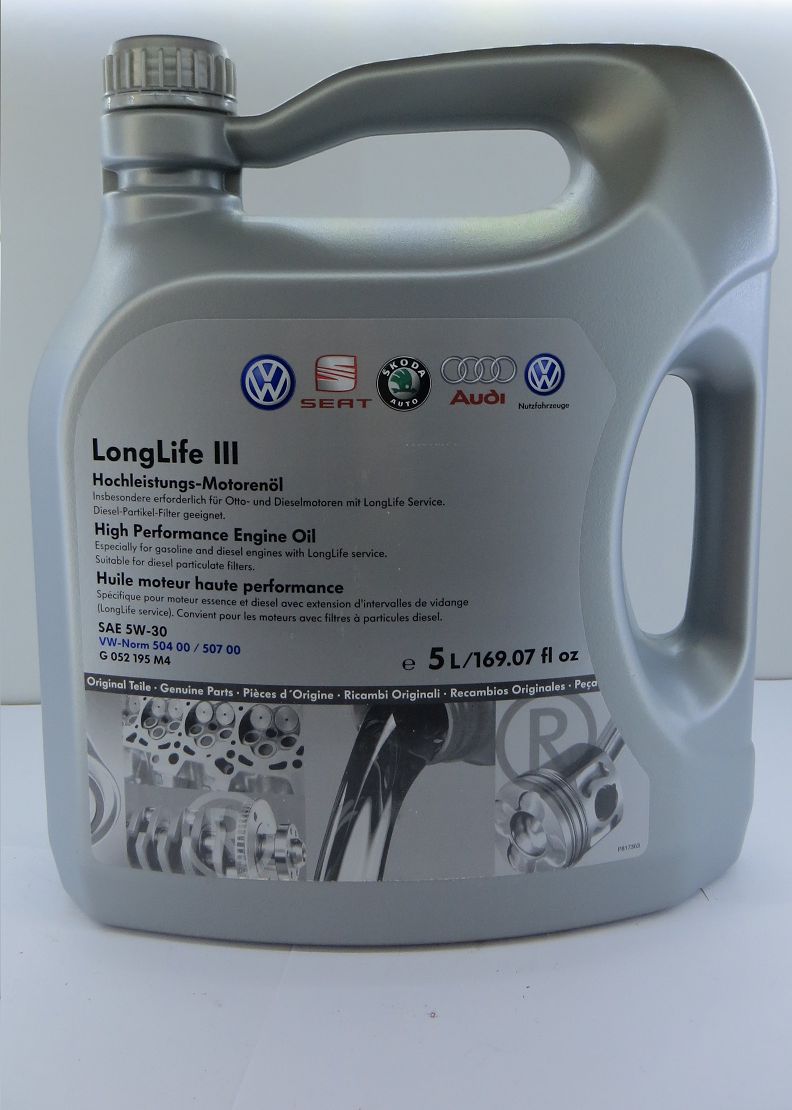 SEAT
ŠKODA
AUTO
Audi
Nutzfahrzeuge
LongLife III
Hochleistungs-Motorenöl
Insbesondere erforderlich für Otto- und Dieselmotoren mit LongLife Service.
Diesel-Partikel-Filter geeignet.
High Performance Engine Oil
Especially for gasoline and diesel engines with LongLife service.
Suitable for diesel particulate filters.
Huile moteur haute performance
Spécifique pour moteur essence et diesel avec extension d'intervalles de vidange
(LongLife service). Convient pour les moteurs avec filtres à particules diesel.
SAE 5W-30
VW-Norm 504 00 / 507 00
G 052 195 M4
e 5 L/169.07 fl oz
Original Teile · Genuine Parts · Pièces d´Origine · Ricambi Originali · Recambios Originales · Peça
R
P817363